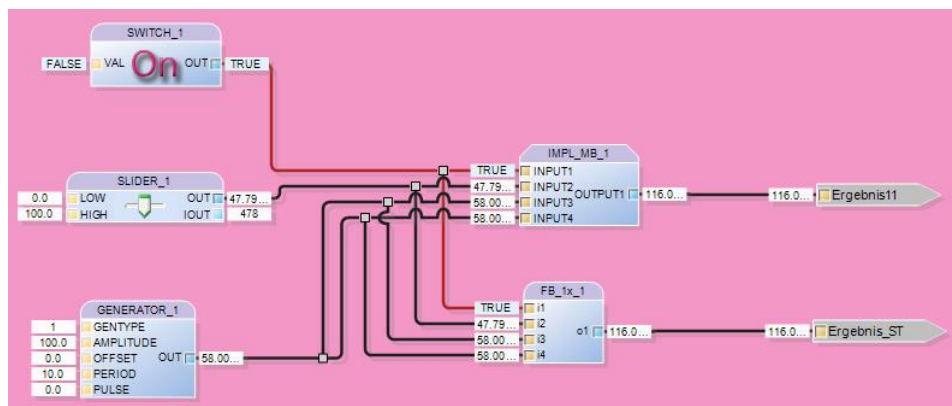 SWITCH_1
FALSE VAL On OUT TRUE
IMPL_MB_1
TRUE INPUT1
47.79... INPUT2 OUTPUT1 116.0... 116.0... Ergebnis11
58.00... INPUT3
58.00... INPUT4
SLIDER_1
0.0 LOW OUT 47.79...
100.0 HIGH IOUT 478
FB_1x_1
TRUE i1
47.79... i2 o1 116.0... 116.0... Ergebnis_ST
58.00... i3
58.00... i4
GENERATOR_1
1 GENTYPE
100.0 AMPLITUDE
0.0 OFFSET OUT 58.00...
10.0 PERIOD
0.0 PULSE